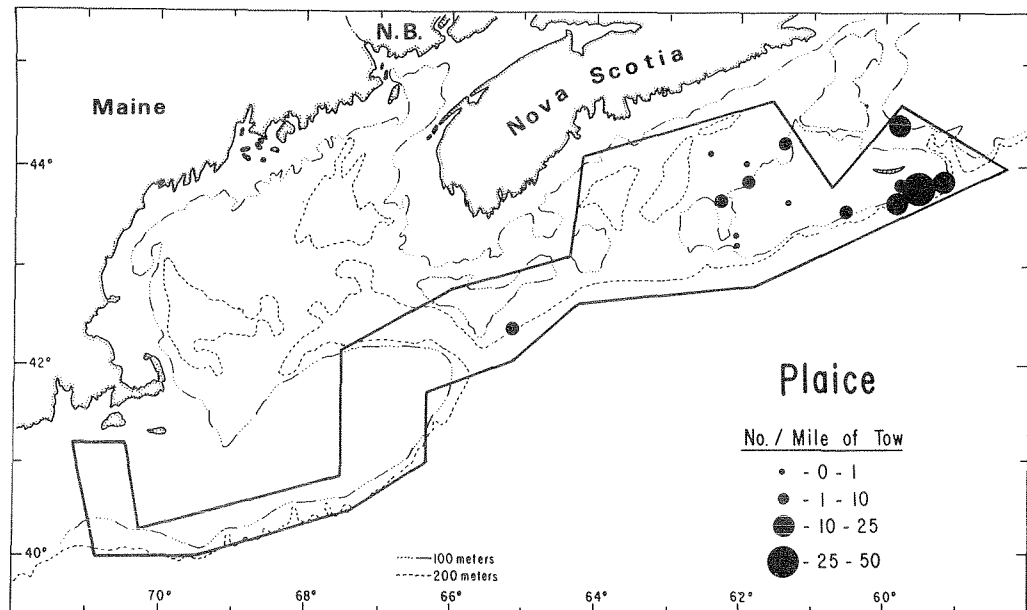 N.B.
Nova Scotia
Maine
44°
42°
40°
Plaice
No. / Mile of Tow
- 0 - 1
- 1 - 10
- 10 - 25
- 25 - 50
100 meters
200 meters
70°
68°
66°
64°
62°
60°